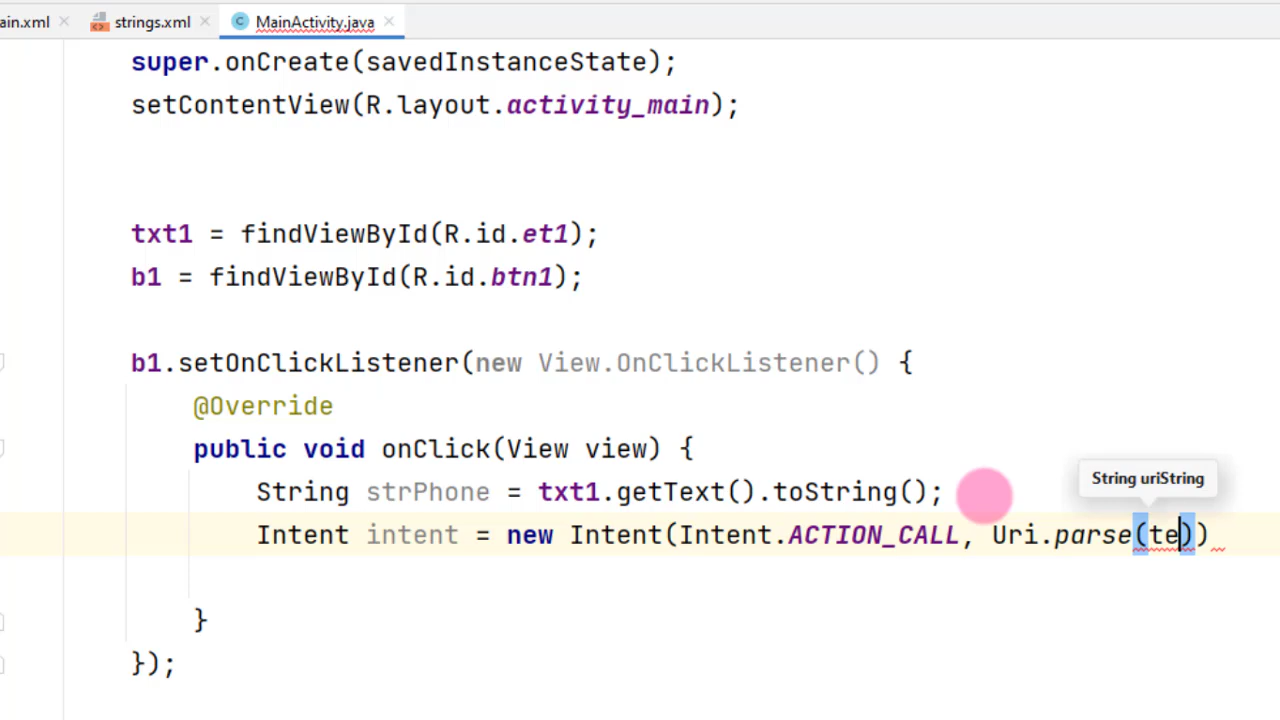 ain.xml strings.xml MainActivity.java
super.onCreate(savedInstanceState);
setContentView(R.layout.activity_main);
txt1 = findViewById(R.id.et1);
b1 = findViewById(R.id.btn1);
b1.setOnClickListener(new View.OnClickListener() {
@Override
public void onClick(View view) {
String uriString
String strPhone = txt1.getText().toString();
Intent intent = new Intent(Intent.ACTION_CALL, Uri.parse(te))
}
});